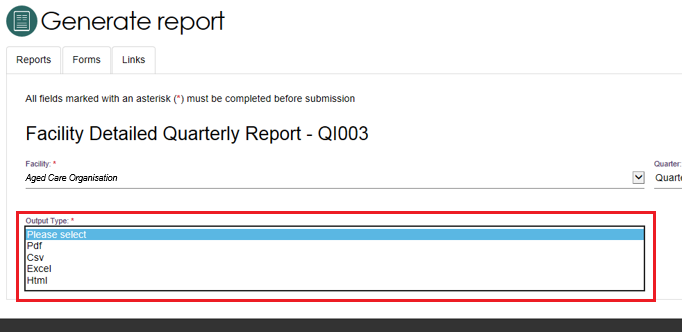 Generate report
Reports Forms Links
All fields marked with an asterisk (*) must be completed before submission
Facility Detailed Quarterly Report - QI003
Facility: * Quarter:
Aged Care Organisation
Output Type: *
Please select
Pdf
Csv
Excel
Html